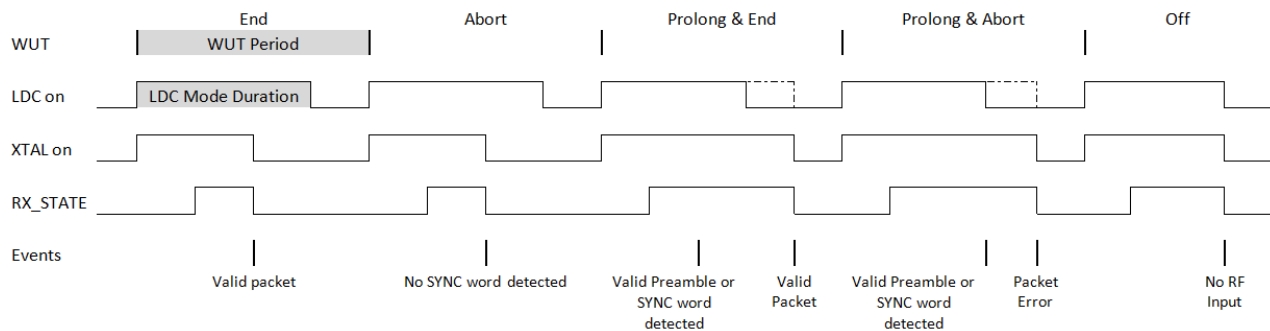 End
Abort
Prolong & End
Prolong & Abort
Off
WUT
WUT Period
LDC on
LDC Mode Duration
XTAL on
RX_STATE
Events
Valid packet
No SYNC word detected
Valid Preamble or
SYNC word
detected
Valid
Packet
Valid Preamble or
SYNC word
detected
Packet
Error
No RF
Input